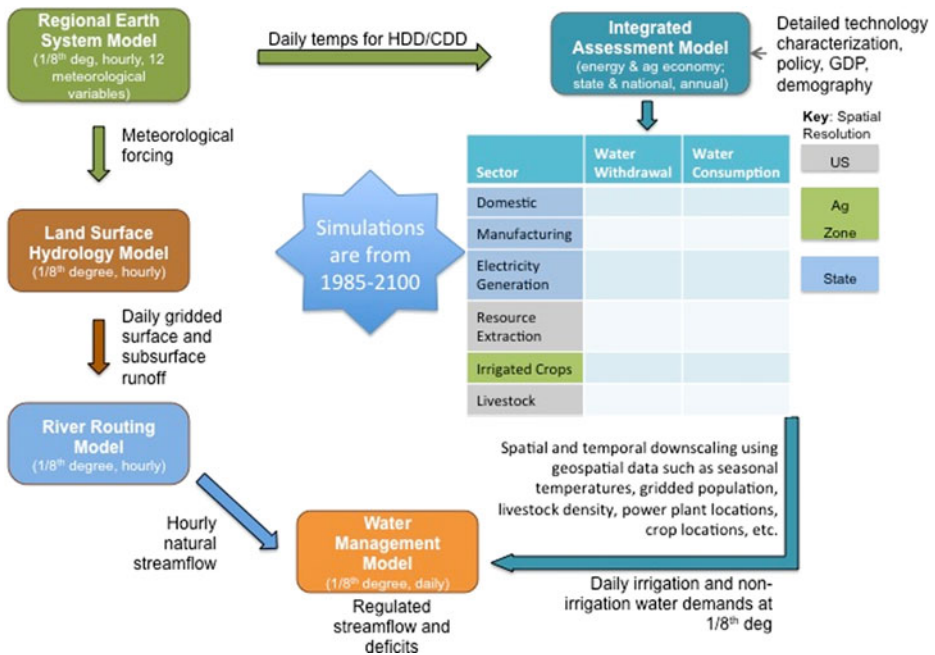 Regional Earth
System Model
(1/8th deg, hourly, 12
meteorological
variables)
Daily temps for HDD/CDD
Integrated
Assessment Model
(energy & ag economy;
state & national, annual)
Detailed technology
characterization,
policy, GDP,
demography
Meteorological
forcing
Key: Spatial
Resolution
US
Ag
Zone
State
Sector
Water
Withdrawal
Water
Consumption
Domestic
Manufacturing
Electricity
Generation
Resource
Extraction
Irrigated Crops
Livestock
Simulations
are from
1985-2100
Land Surface
Hydrology Model
(1/8th degree, hourly)
Daily gridded
surface and
subsurface
runoff
River Routing
Model
(1/8th degree, hourly)
Spatial and temporal downscaling using
geospatial data such as seasonal
temperatures, gridded population,
livestock density, power plant locations,
crop locations, etc.
Hourly
natural
streamflow
Water
Management
Model
(1/8th degree, daily)
Regulated
streamflow and
deficits
Daily irrigation and non-
irrigation water demands at
1/8th deg